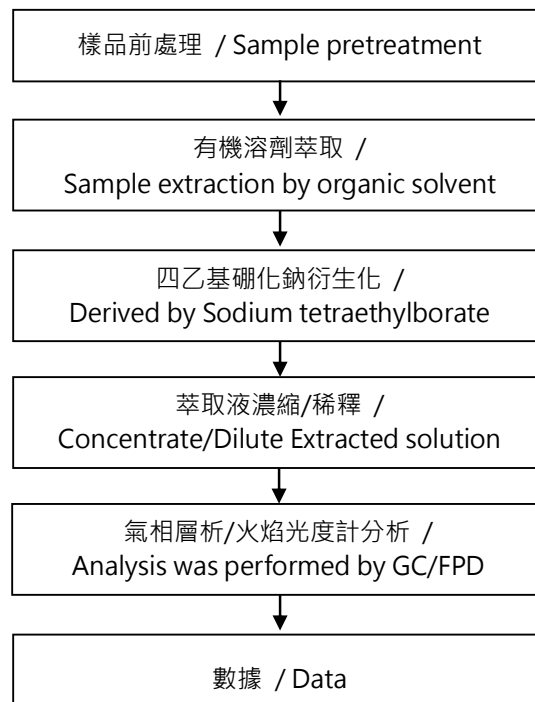 樣品前處理 / Sample pretreatment
有機溶劑萃取 /
Sample extraction by organic solvent
四乙基硼化鈉衍生化 /
Derived by Sodium tetraethylborate
萃取液濃縮/稀釋 /
Concentrate/Dilute Extracted solution
氣相層析/火焰光度計分析 /
Analysis was performed by GC/FPD
數據 / Data